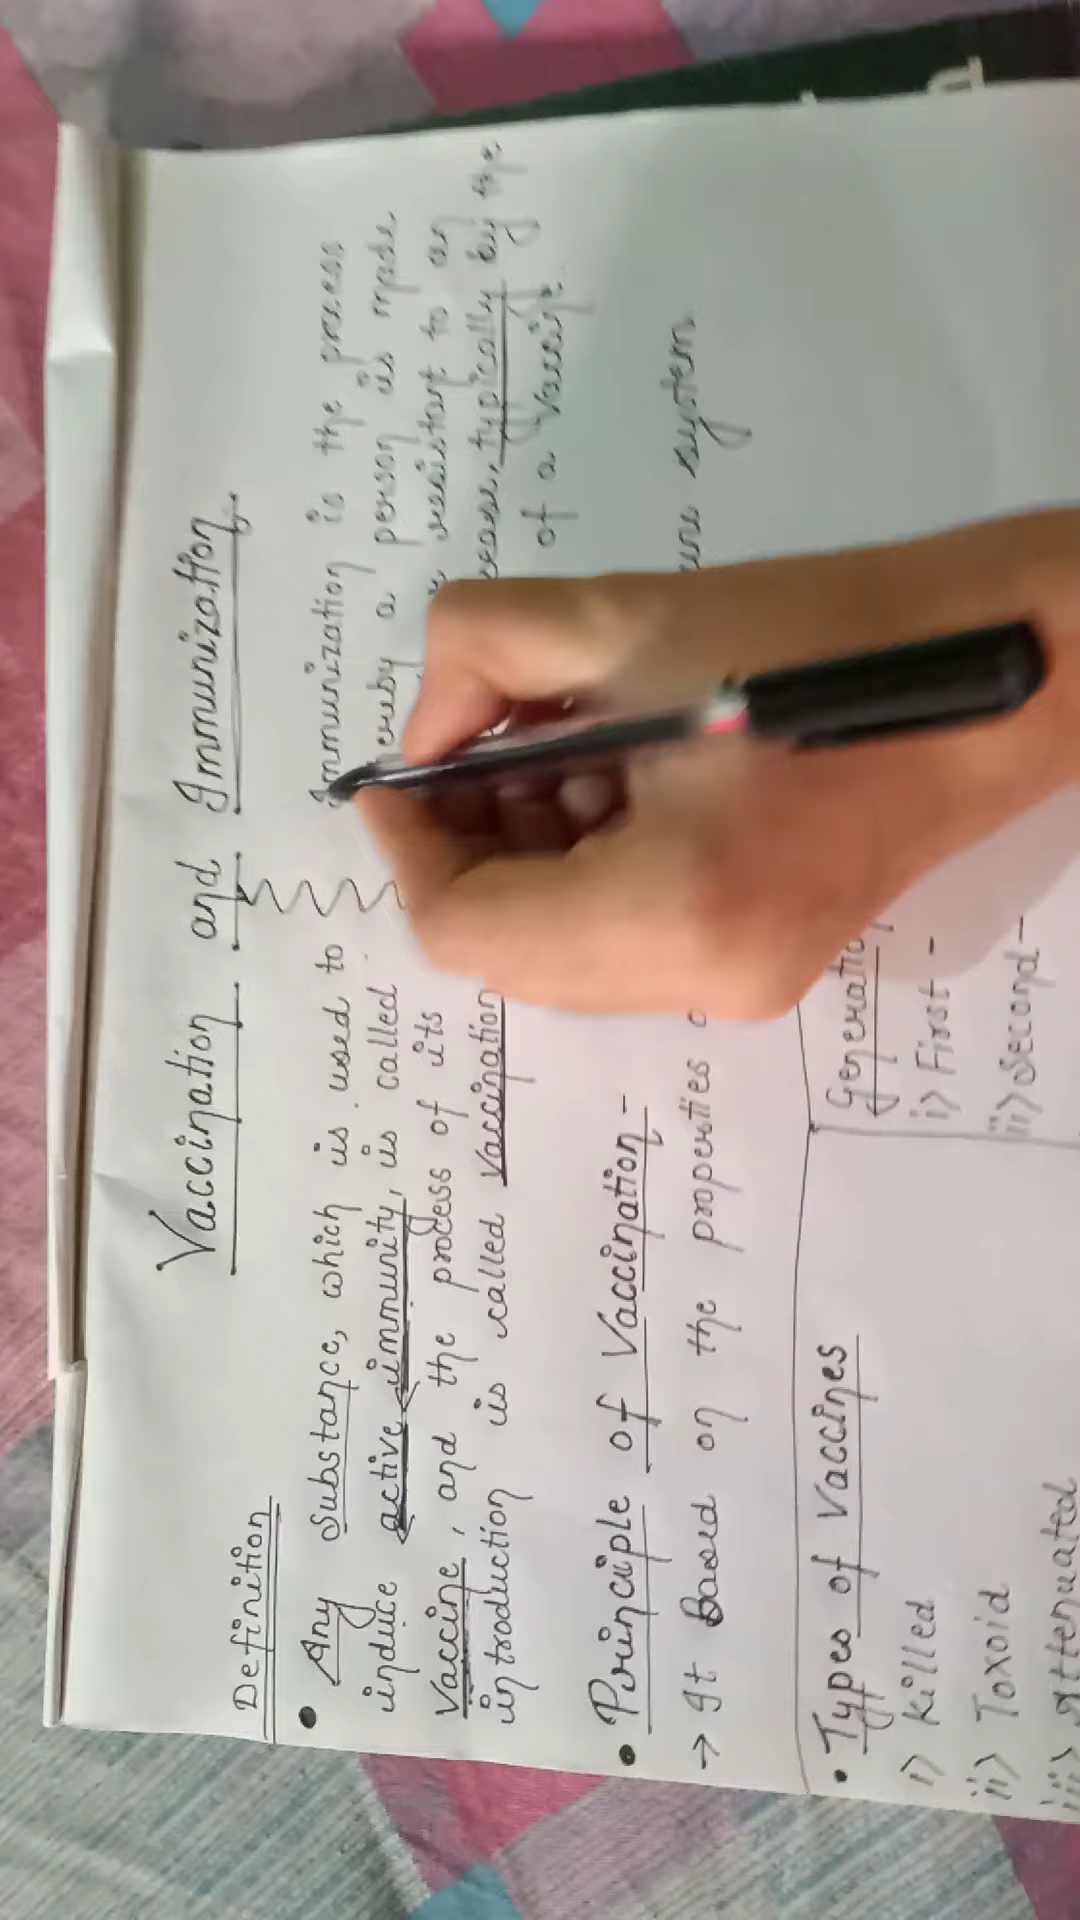 Vaccination and Immunization
Definition
• Any Substance, which is used to
induce active immunity, is called
Vaccine, and the process of its
introduction is called Vaccination
Immunization is the process
a person is made
resistant to an
typically by the
of a Vaccine.
• Principle of Vaccination-
→ It Based on the properties
system.
• Types of Vaccines
i) Killed
ii) Toxoid
iii) Attenuated
i) First -
ii) Second -